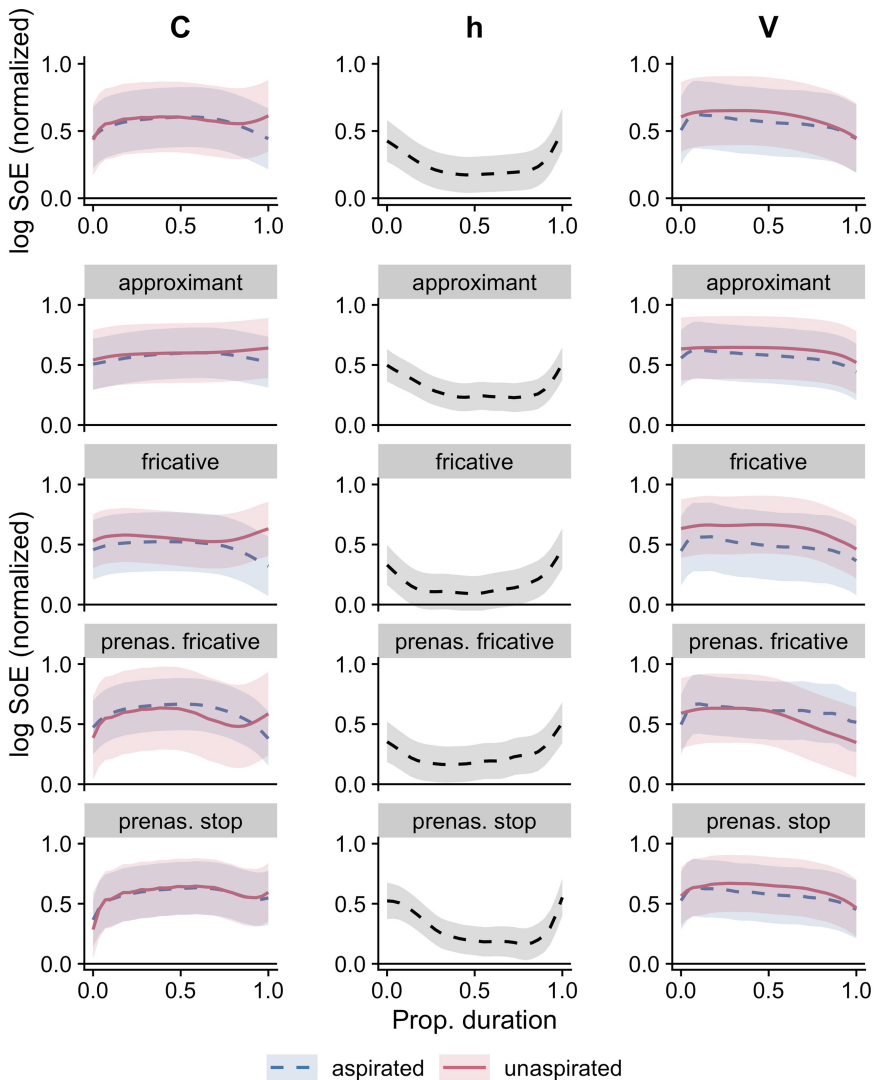 C h V
log SoE (normalized)
1.0
0.5
0.0
0.0 0.5 1.0 0.0 0.5 1.0 0.0 0.5 1.0
approximant approximant approximant
1.0
0.5
0.0
fricative fricative fricative
1.0
0.5
0.0
log SoE (normalized)
prenas. fricative prenas. fricative prenas. fricative
1.0
0.5
0.0
prenas. stop prenas. stop prenas. stop
1.0
0.5
0.0
0.0 0.5 1.0 0.0 0.5 1.0 0.0 0.5 1.0
Prop. duration
aspirated unaspirated